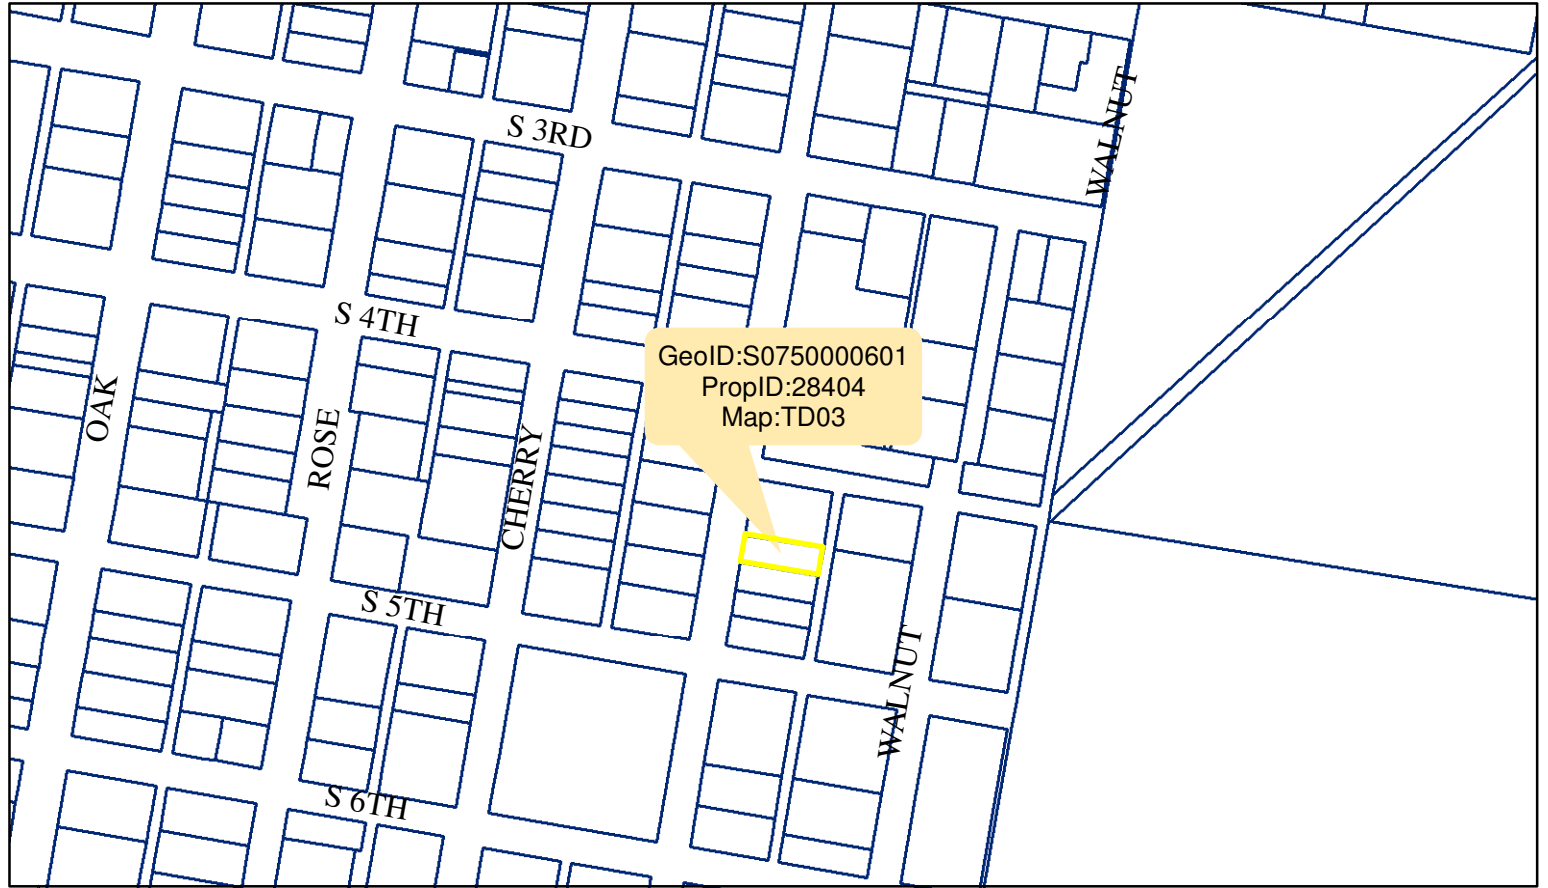 WALNUT
S 3RD
S 4TH
GeoID:S0750000601
PropID:28404
Map:TD03
OAK
ROSE
CHERRY
S 5TH
WALNUT
S 6TH